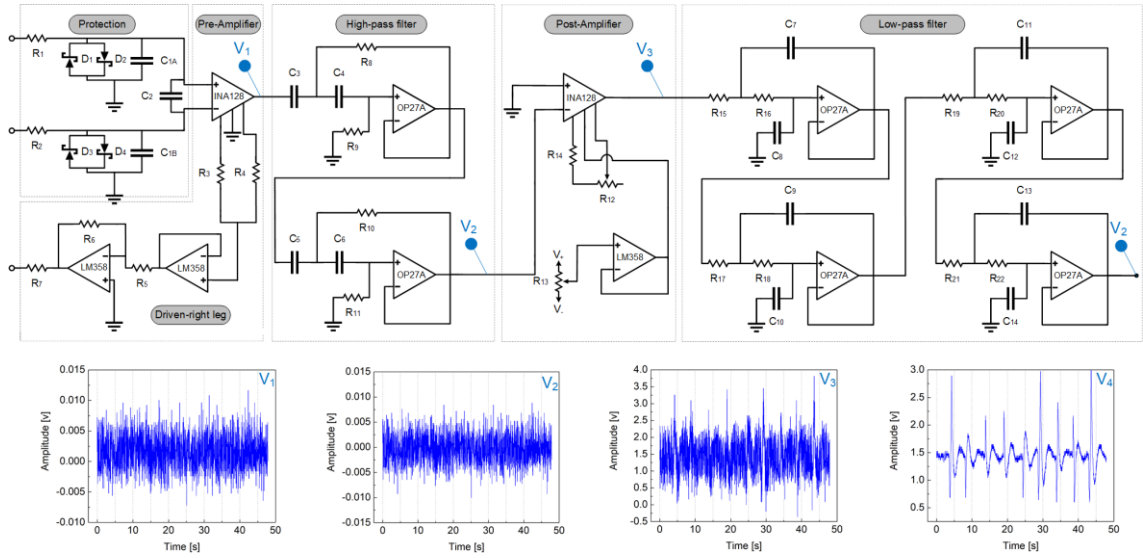 Protection
Pre-Amplifier
High-pass filter
Post-Amplifier
Low-pass filter
R1
D1
D2
C1A
C2
R2
D3
D4
C1B
INA128
V1
R3
R4
R6
R7
LM358
R5
LM358
Driven-right leg
C3
C4
R8
R9
OP27A
C5
C6
R10
R11
OP27A
V2
INA128
V3
R14
R12
V+
R13
V-
LM358
C7
R15
R16
C8
OP27A
C11
R19
R20
C12
OP27A
C9
R17
R18
C10
OP27A
C13
R21
R22
C14
OP27A
V2
V1
Amplitude [v]
0.015
0.010
0.005
0.000
-0.005
-0.010
0 10 20 30 40 50
Time [s]
V2
Amplitude [v]
0.015
0.010
0.005
0.000
-0.005
-0.010
-0.015
0 10 20 30 40 50
Time [s]
V3
Amplitude [v]
4.0
3.5
3.0
2.5
2.0
1.5
1.0
0.5
0.0
-0.5
0 10 20 30 40 50
Time [s]
V4
Amplitude [v]
3.0
2.5
2.0
1.5
1.0
0.5
0 10 20 30 40 50
Time [s]